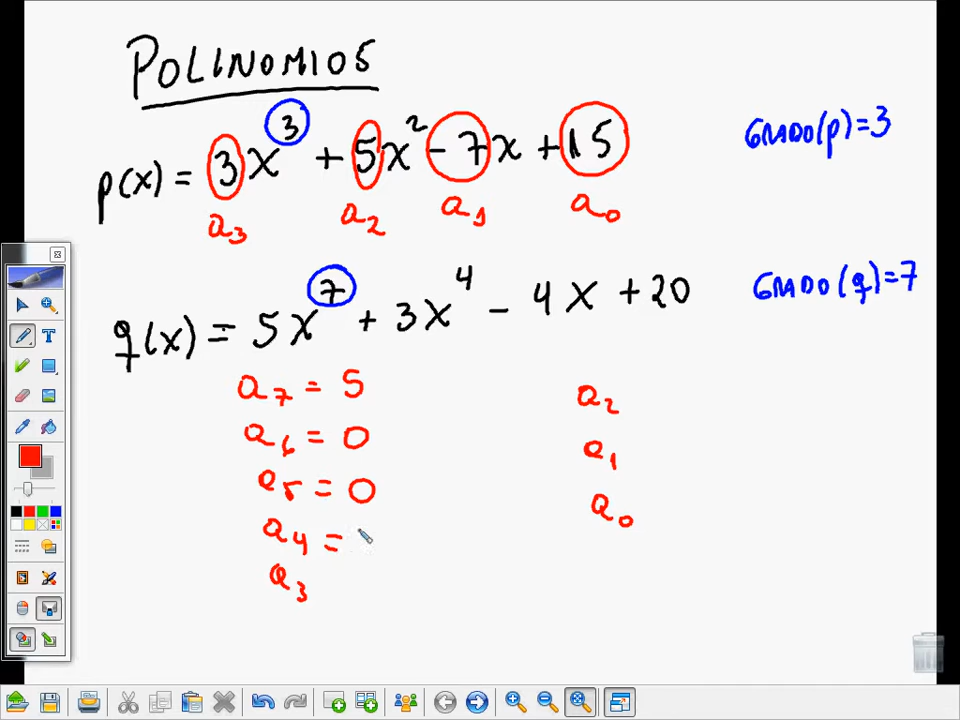 POLINOMIOS
p(x) = 3x³ + 5x² - 7x + 15
GRADO(p)=3
a₃ a₂ a₁ a₀
q(x) = 5x⁷ + 3x⁴ - 4x + 20
GRADO(q)=7
a₇ = 5
a₆ = 0
a₅ = 0
a₄ =
a₃
a₂
a₁
a₀